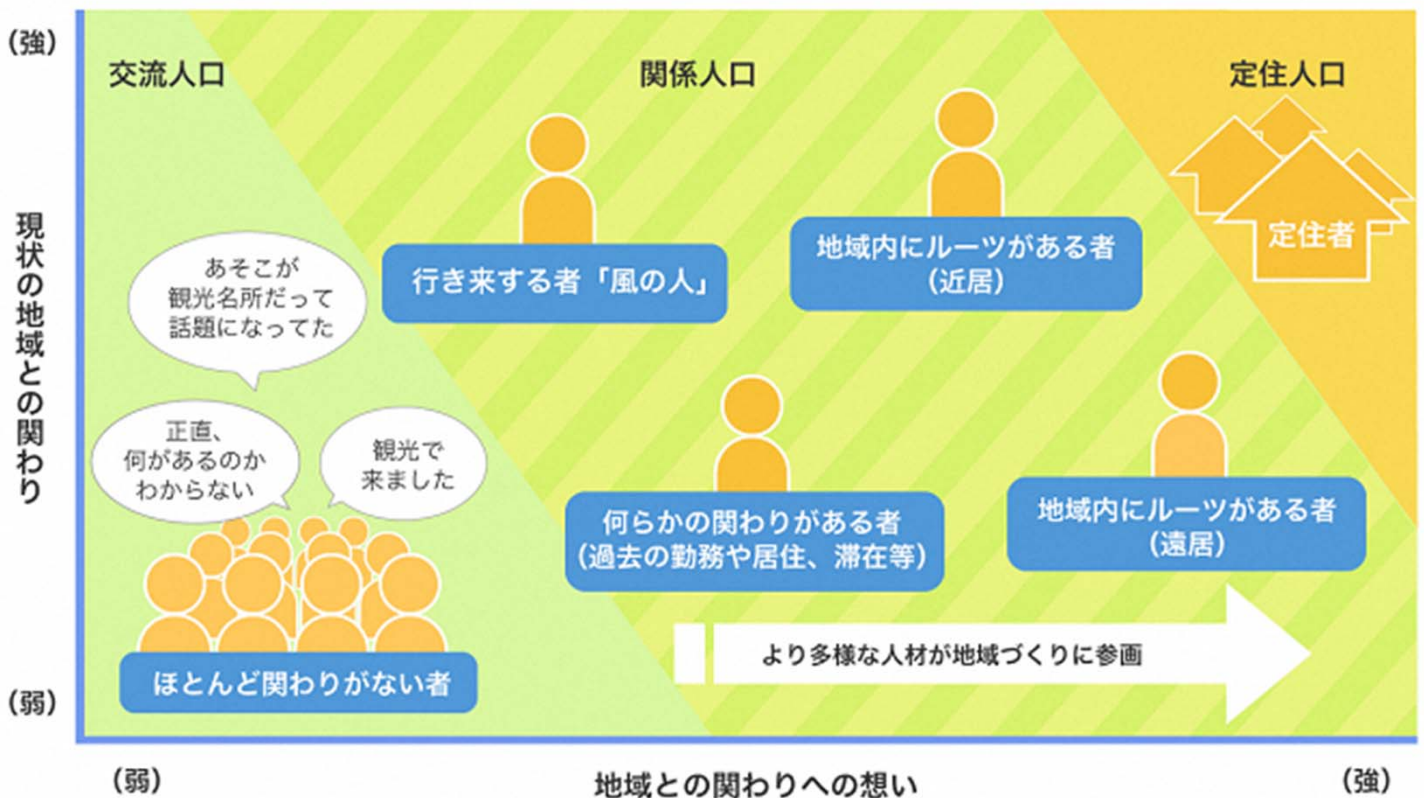 （強）
交流人口
関係人口
定住人口
定住者
現状の地域との関わり
行き来する者「風の人」
地域内にルーツがある者
（近居）
あそこが
観光名所だって
話題になってた
正直、
何があるのか
わからない
観光で
来ました
何らかの関わりがある者
（過去の勤務や居住、滞在等）
地域内にルーツがある者
（遠居）
より多様な人材が地域づくりに参画
ほとんど関わりがない者
（弱）
（弱）
地域との関わりへの想い
（強）